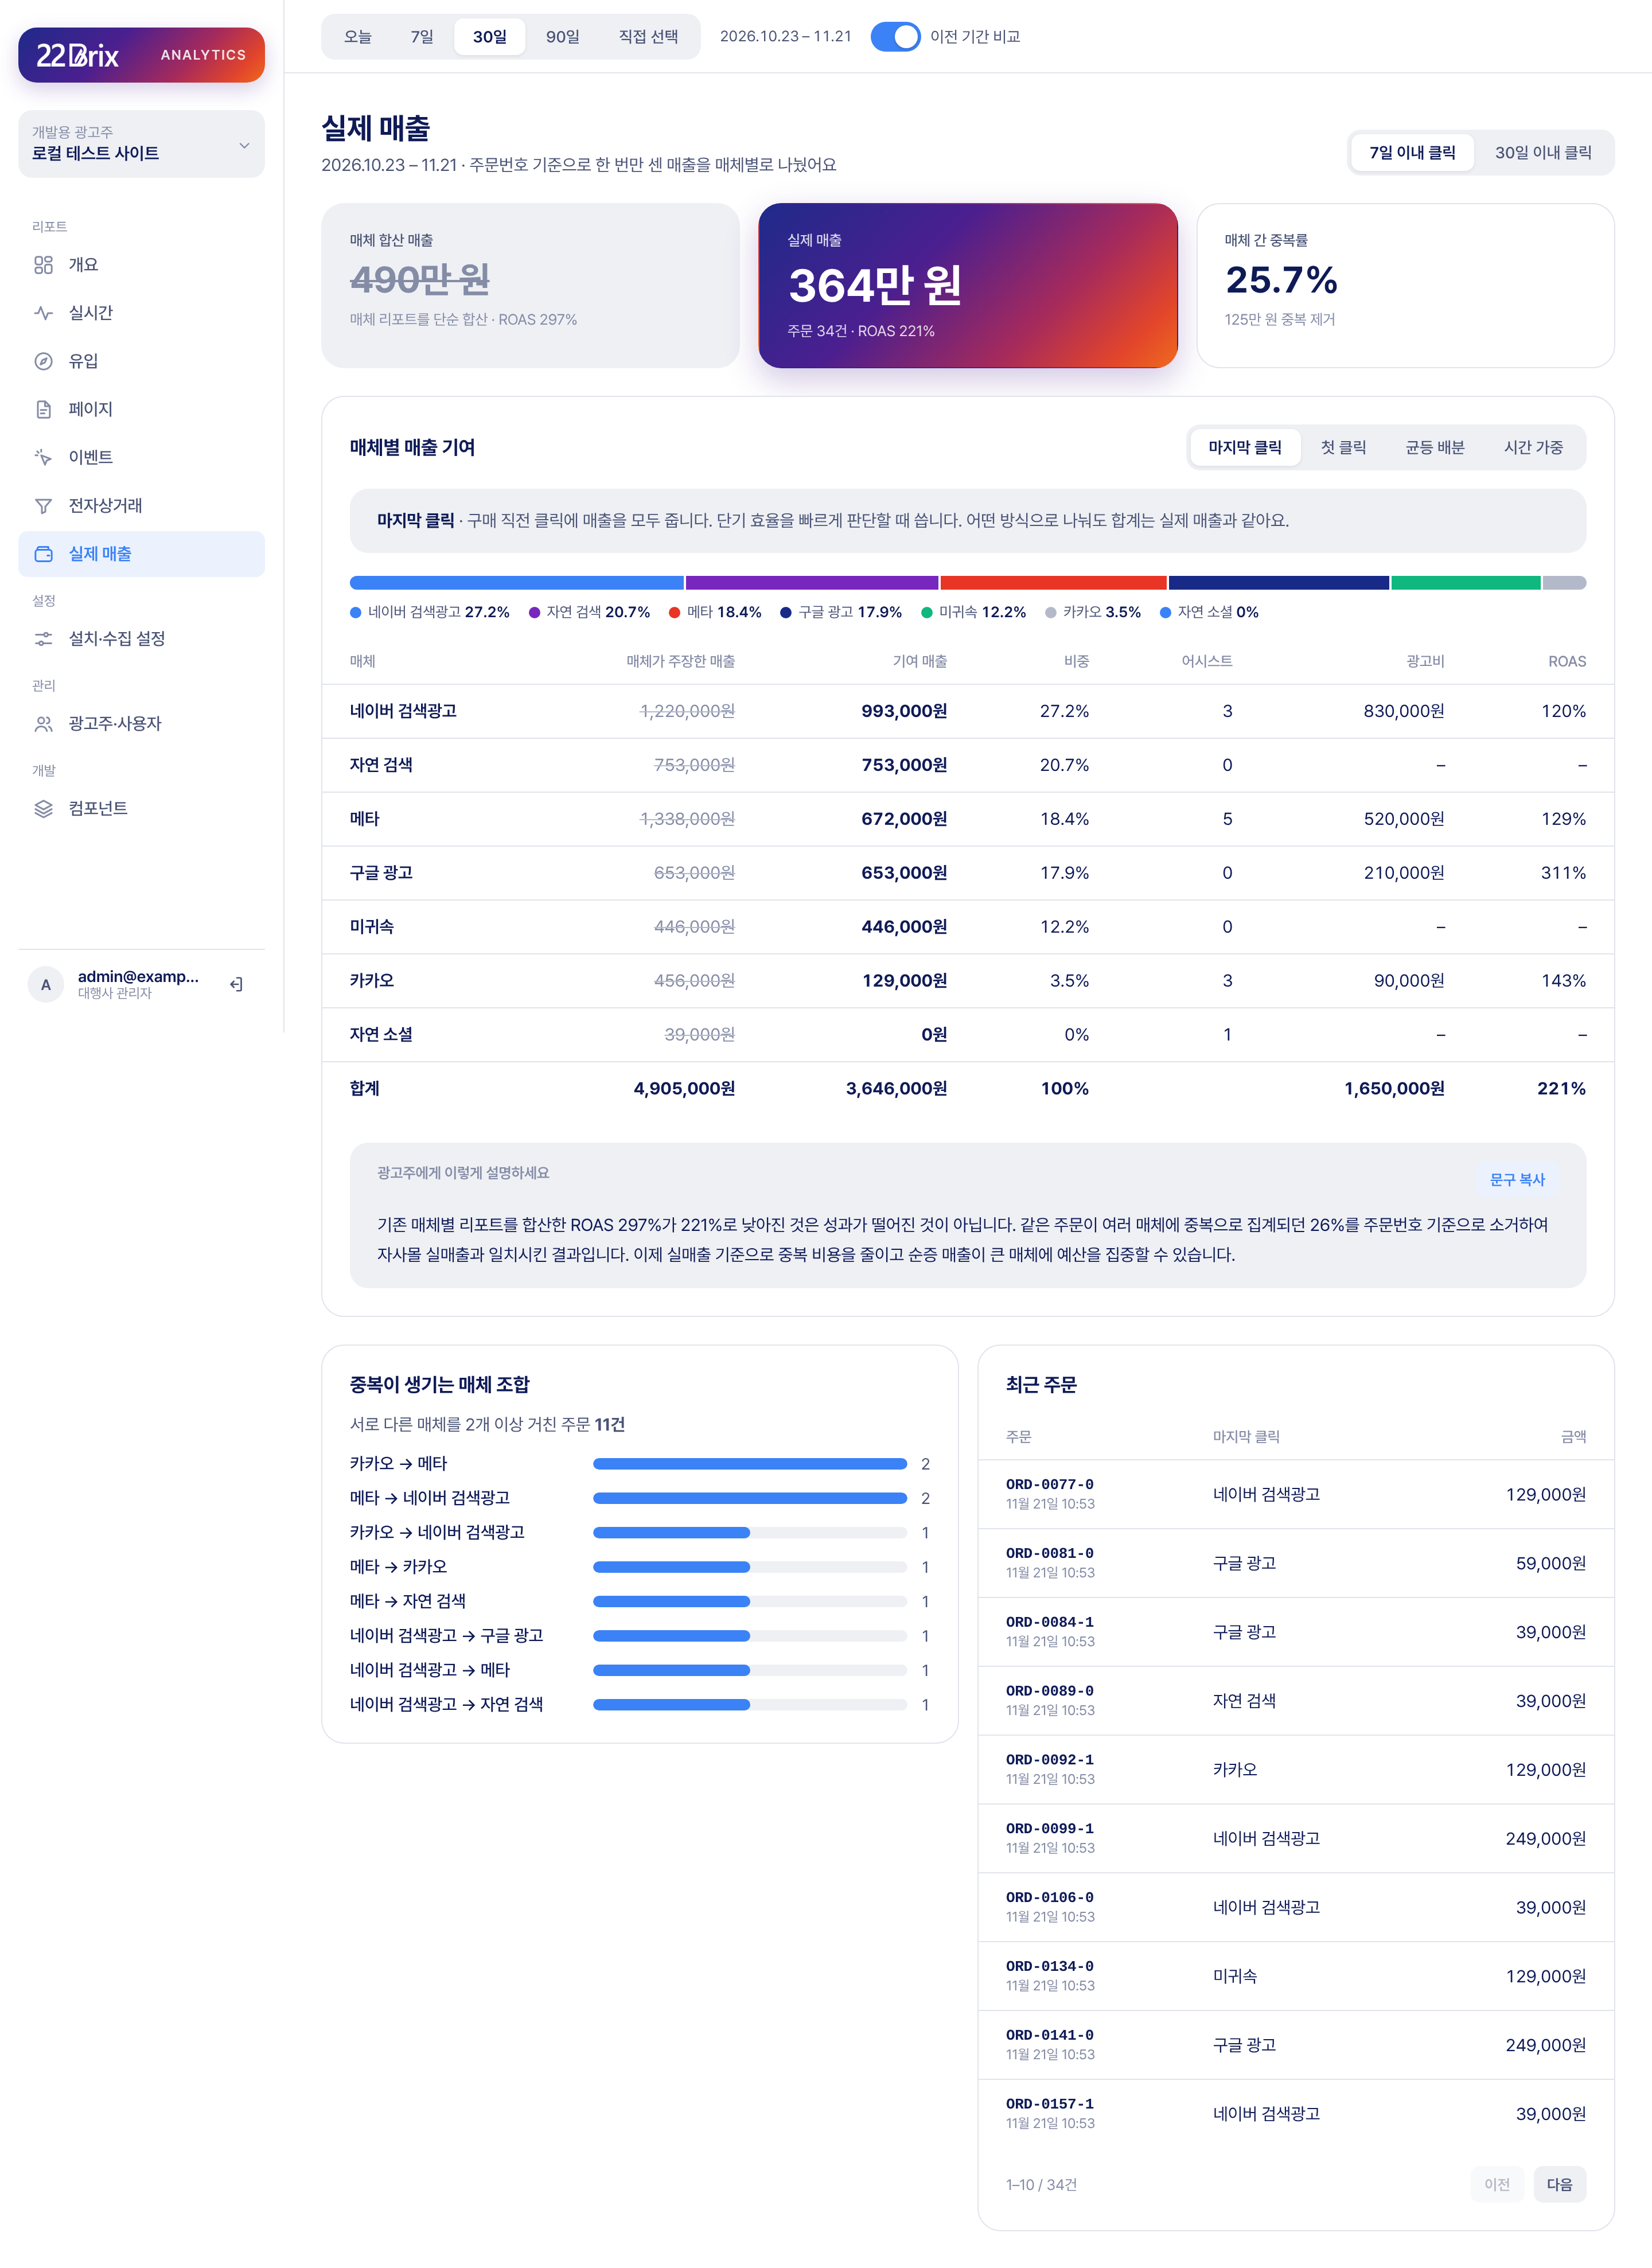 22Brix ANALYTICS
개발용 광고주
로컬 테스트 사이트
리포트
개요
실시간
유입
페이지
이벤트
전자상거래
실제 매출
설정
설치·수집 설정
관리
광고주·사용자
개발
컴포넌트
A
admin@examp...
대행사 관리자
오늘 7일 30일 90일 직접 선택 2026.10.23 – 11.21 이전 기간 비교
실제 매출
2026.10.23 – 11.21 · 주문번호 기준으로 한 번만 센 매출을 매체별로 나눴어요
7일 이내 클릭 30일 이내 클릭
매체 합산 매출
490만 원
매체 리포트를 단순 합산 · ROAS 297%
실제 매출
364만 원
주문 34건 · ROAS 221%
매체 간 중복률
25.7%
125만 원 중복 제거
매체별 매출 기여
마지막 클릭 첫 클릭 균등 배분 시간 가중
마지막 클릭 · 구매 직전 클릭에 매출을 모두 줍니다. 단기 효율을 빠르게 판단할 때 씁니다. 어떤 방식으로 나눠도 합계는 실제 매출과 같아요.
네이버 검색광고 27.2% 자연 검색 20.7% 메타 18.4% 구글 광고 17.9% 미귀속 12.2% 카카오 3.5% 자연 소셜 0%
매체 매체가 주장한 매출 기여 매출 비중 어시스트 광고비 ROAS
네이버 검색광고 1,220,000원 993,000원 27.2% 3 830,000원 120%
자연 검색 753,000원 753,000원 20.7% 0 – –
메타 1,338,000원 672,000원 18.4% 5 520,000원 129%
구글 광고 653,000원 653,000원 17.9% 0 210,000원 311%
미귀속 446,000원 446,000원 12.2% 0 – –
카카오 456,000원 129,000원 3.5% 3 90,000원 143%
자연 소셜 39,000원 0원 0% 1 – –
합계 4,905,000원 3,646,000원 100% 1,650,000원 221%
광고주에게 이렇게 설명하세요
문구 복사
기존 매체별 리포트를 합산한 ROAS 297%가 221%로 낮아진 것은 성과가 떨어진 것이 아닙니다. 같은 주문이 여러 매체에 중복으로 집계되던 26%를 주문번호 기준으로 소거하여
자사몰 실매출과 일치시킨 결과입니다. 이제 실매출 기준으로 중복 비용을 줄이고 순증 매출이 큰 매체에 예산을 집중할 수 있습니다.
중복이 생기는 매체 조합
서로 다른 매체를 2개 이상 거친 주문 11건
카카오 → 메타 2
메타 → 네이버 검색광고 2
카카오 → 네이버 검색광고 1
메타 → 카카오 1
메타 → 자연 검색 1
네이버 검색광고 → 구글 광고 1
네이버 검색광고 → 메타 1
네이버 검색광고 → 자연 검색 1
최근 주문
주문 마지막 클릭 금액
ORD-0077-0
11월 21일 10:53
네이버 검색광고 129,000원
ORD-0081-0
11월 21일 10:53
구글 광고 59,000원
ORD-0084-1
11월 21일 10:53
구글 광고 39,000원
ORD-0089-0
11월 21일 10:53
자연 검색 39,000원
ORD-0092-1
11월 21일 10:53
카카오 129,000원
ORD-0099-1
11월 21일 10:53
네이버 검색광고 249,000원
ORD-0106-0
11월 21일 10:53
네이버 검색광고 39,000원
ORD-0134-0
11월 21일 10:53
미귀속 129,000원
ORD-0141-0
11월 21일 10:53
구글 광고 249,000원
ORD-0157-1
11월 21일 10:53
네이버 검색광고 39,000원
1–10 / 34건
이전 다음